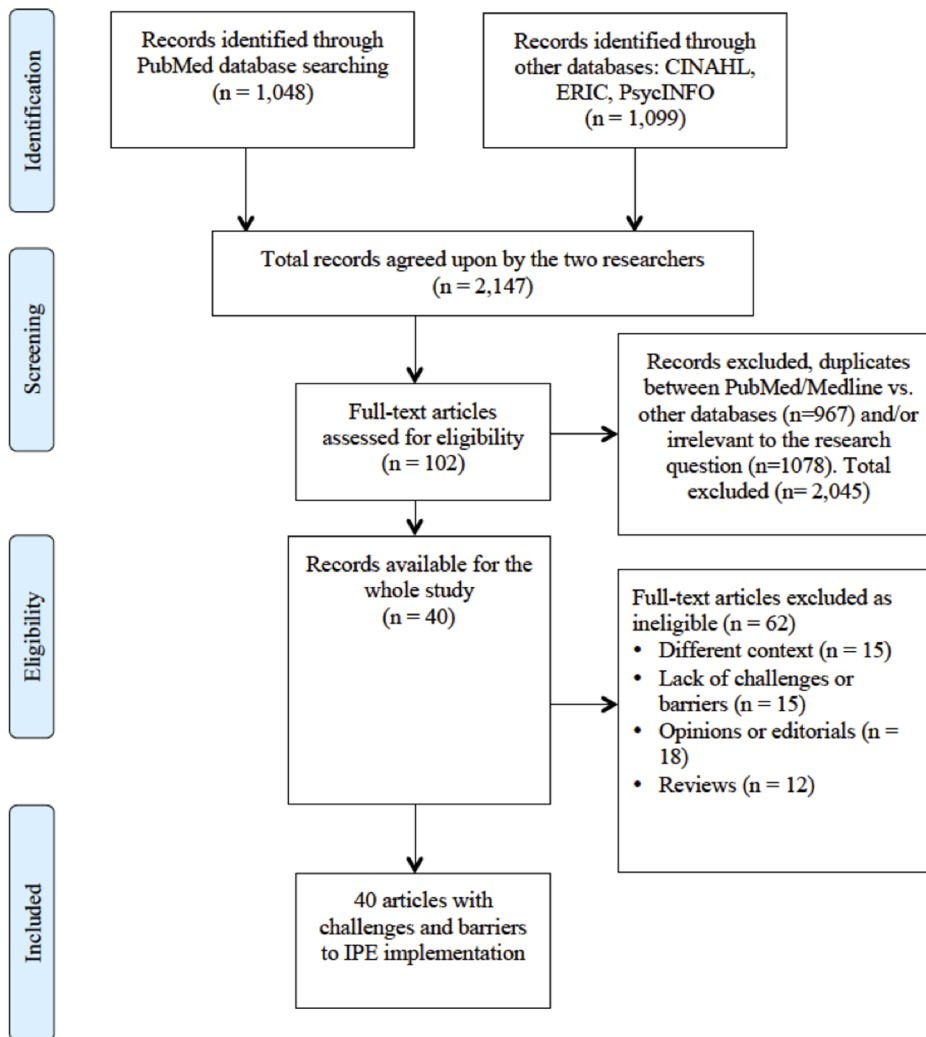 Identification
Records identified through
PubMed database searching
(n = 1,048)
Records identified through
other databases: CINAHL,
ERIC, PsycINFO
(n = 1,099)
Screening
Total records agreed upon by the two researchers
(n = 2,147)
Full-text articles
assessed for eligibility
(n = 102)
Records excluded, duplicates
between PubMed/Medline vs.
other databases (n=967) and/or
irrelevant to the research
question (n=1078). Total
excluded (n= 2,045)
Eligibility
Records available for the
whole study
(n = 40)
Full-text articles excluded as
ineligible (n = 62)
• Different context (n = 15)
• Lack of challenges or
barriers (n = 15)
• Opinions or editorials (n =
18)
• Reviews (n = 12)
Included
40 articles with
challenges and barriers
to IPE implementation